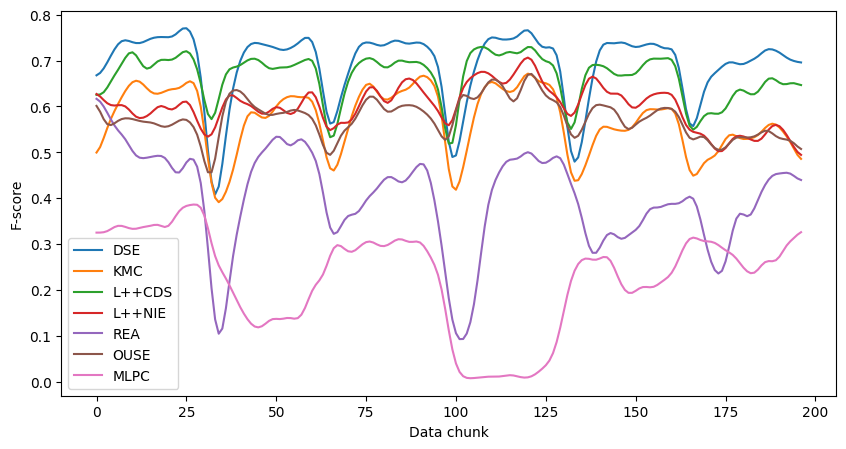 0.8
0.7
0.6
0.5
0.4
0.3
0.2
0.1
0.0
F-score
DSE
KMC
L++CDS
L++NIE
REA
OUSE
MLPC
0 25 50 75 100 125 150 175 200
Data chunk